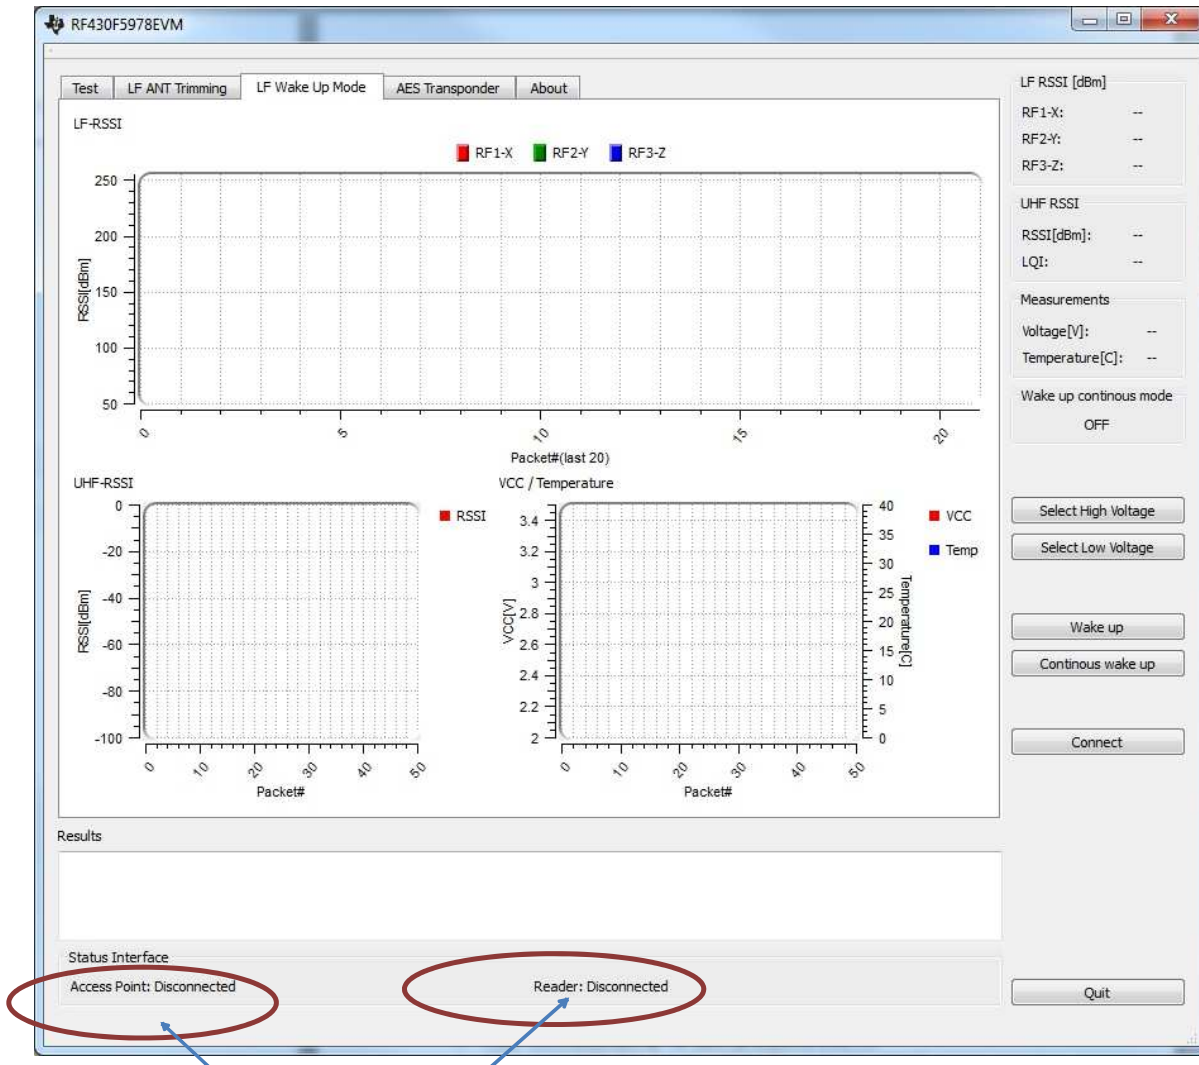 RF430F5978EVM
Test LF ANT Trimming LF Wake Up Mode AES Transponder About
LF-RSSI
RF1-X RF2-Y RF3-Z
250
200
150
100
50
RSSI[dBm]
0 5 10 15 20
Packet#(last 20)
UHF-RSSI
RSSI
0
-20
-40
-60
-80
-100
RSSI[dBm]
0 10 20 30 40 50
Packet#
VCC / Temperature
VCC
Temp
3.4
3.2
3
2.8
2.6
2.4
2.2
2
VCC[V]
40
35
30
25
20
15
10
5
0
Temperature[C]
0 10 20 30 40 50
Packet#
Results
Status Interface
Access Point: Disconnected
Reader: Disconnected
LF RSSI [dBm]
RF1-X: --
RF2-Y: --
RF3-Z: --
UHF RSSI
RSSI[dBm]: --
LQI: --
Measurements
Voltage[V]: --
Temperature[C]: --
Wake up continous mode
OFF
Select High Voltage
Select Low Voltage
Wake up
Continous wake up
Connect
Quit